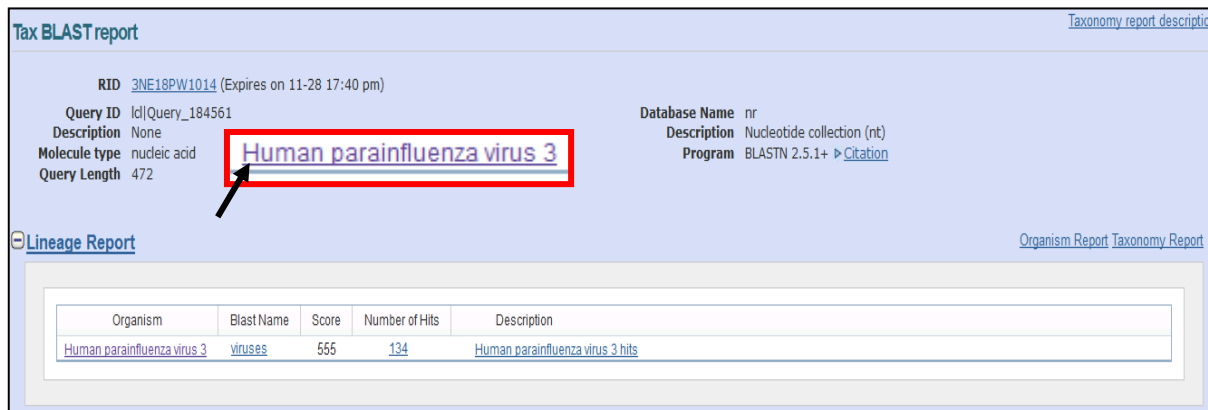 Tax BLAST report
Taxonomy report descriptio
RID 3NE18PW1014 (Expires on 11-28 17:40 pm)
Query ID lcl|Query_184561
Description None
Molecule type nucleic acid
Query Length 472
Human parainfluenza virus 3
Database Name nr
Description Nucleotide collection (nt)
Program BLASTN 2.5.1+ Citation
Lineage Report
Organism Report Taxonomy Report
Organism Blast Name Score Number of Hits Description
Human parainfluenza virus 3 viruses 555 134 Human parainfluenza virus 3 hits